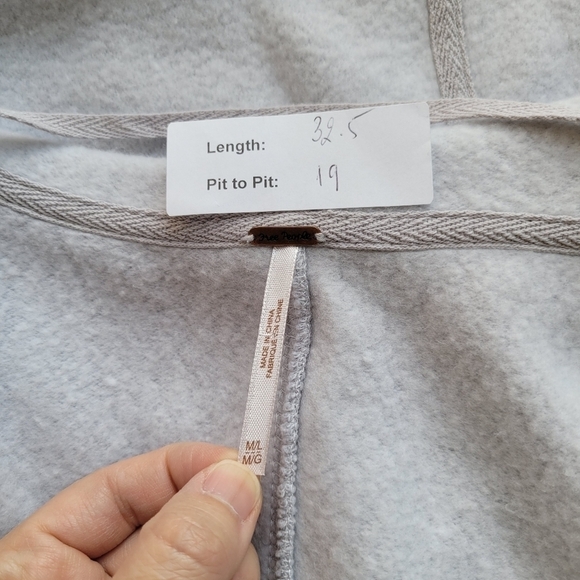 Length: 32.5
Pit to Pit: 19
MADE IN CHINA
FABRIQUÉ EN CHINE
M/L
M/G